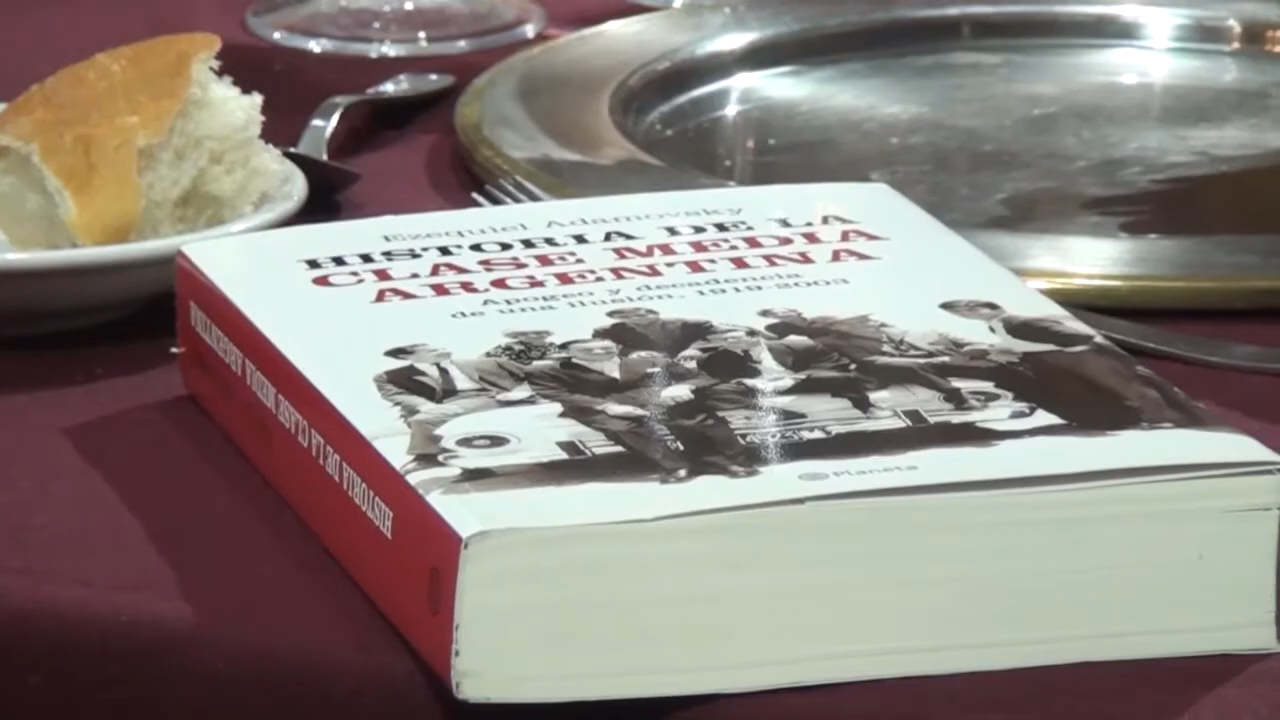 Ezequiel Adamovsky
HISTORIA DE LA
CLASE MEDIA
ARGENTINA
Apogeo y decadencia
de una ilusión, 1919-2003
Planeta
HISTORIA DE LA CLASE MEDIA ARGENTINA